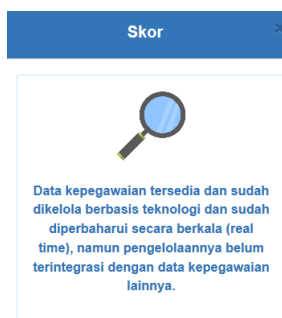 Skor
×
Data kepegawaian tersedia dan sudah
dikelola berbasis teknologi dan sudah
diperbaharui secara berkala (real
time), namun pengelolaannya belum
terintegrasi dengan data kepegawaian
lainnya.